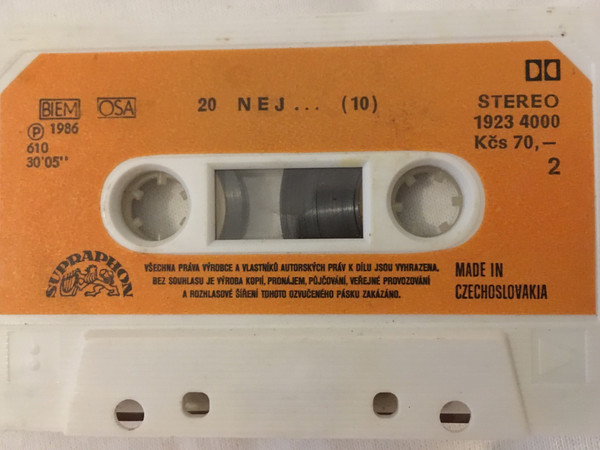 BIEM OSA
20 NEJ... (10)
STEREO
1923 4000
Kčs 70,—
2
Ⓟ 1986
610
30'05"
SUPRAPHON
VŠECHNA PRÁVA VÝROBCE A VLASTNÍKŮ AUTORSKÝCH PRÁV K DÍLU JSOU VYHRAZENA.
BEZ SOUHLASU JE VÝROBA KOPIÍ, PRONÁJEM, PŮJČOVÁNÍ, VEŘEJNÉ PROVOZOVÁNÍ
A ROZHLASOVÉ ŠÍŘENÍ TOHOTO OZVUČENÉHO PÁSKU ZAKÁZÁNO.
MADE IN
CZECHOSLOVAKIA